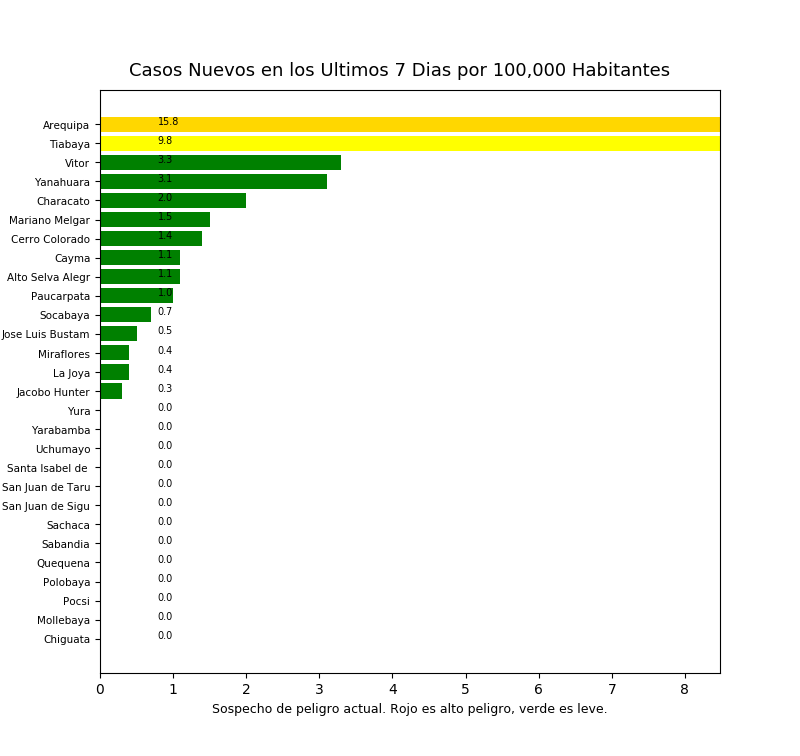 Casos Nuevos en los Ultimos 7 Dias por 100,000 Habitantes
Arequipa 15.8
Tiabaya 9.8
Vitor 3.3
Yanahuara 3.1
Characato 2.0
Mariano Melgar 1.5
Cerro Colorado 1.4
Cayma 1.1
Alto Selva Alegr 1.1
Paucarpata 1.0
Socabaya 0.7
Jose Luis Bustam 0.5
Miraflores 0.4
La Joya 0.4
Jacobo Hunter 0.3
Yura 0.0
Yarabamba 0.0
Uchumayo 0.0
Santa Isabel de 0.0
San Juan de Taru 0.0
San Juan de Sigu 0.0
Sachaca 0.0
Sabandia 0.0
Quequena 0.0
Polobaya 0.0
Pocsi 0.0
Mollebaya 0.0
Chiguata 0.0
0 1 2 3 4 5 6 7 8
Sospecho de peligro actual. Rojo es alto peligro, verde es leve.